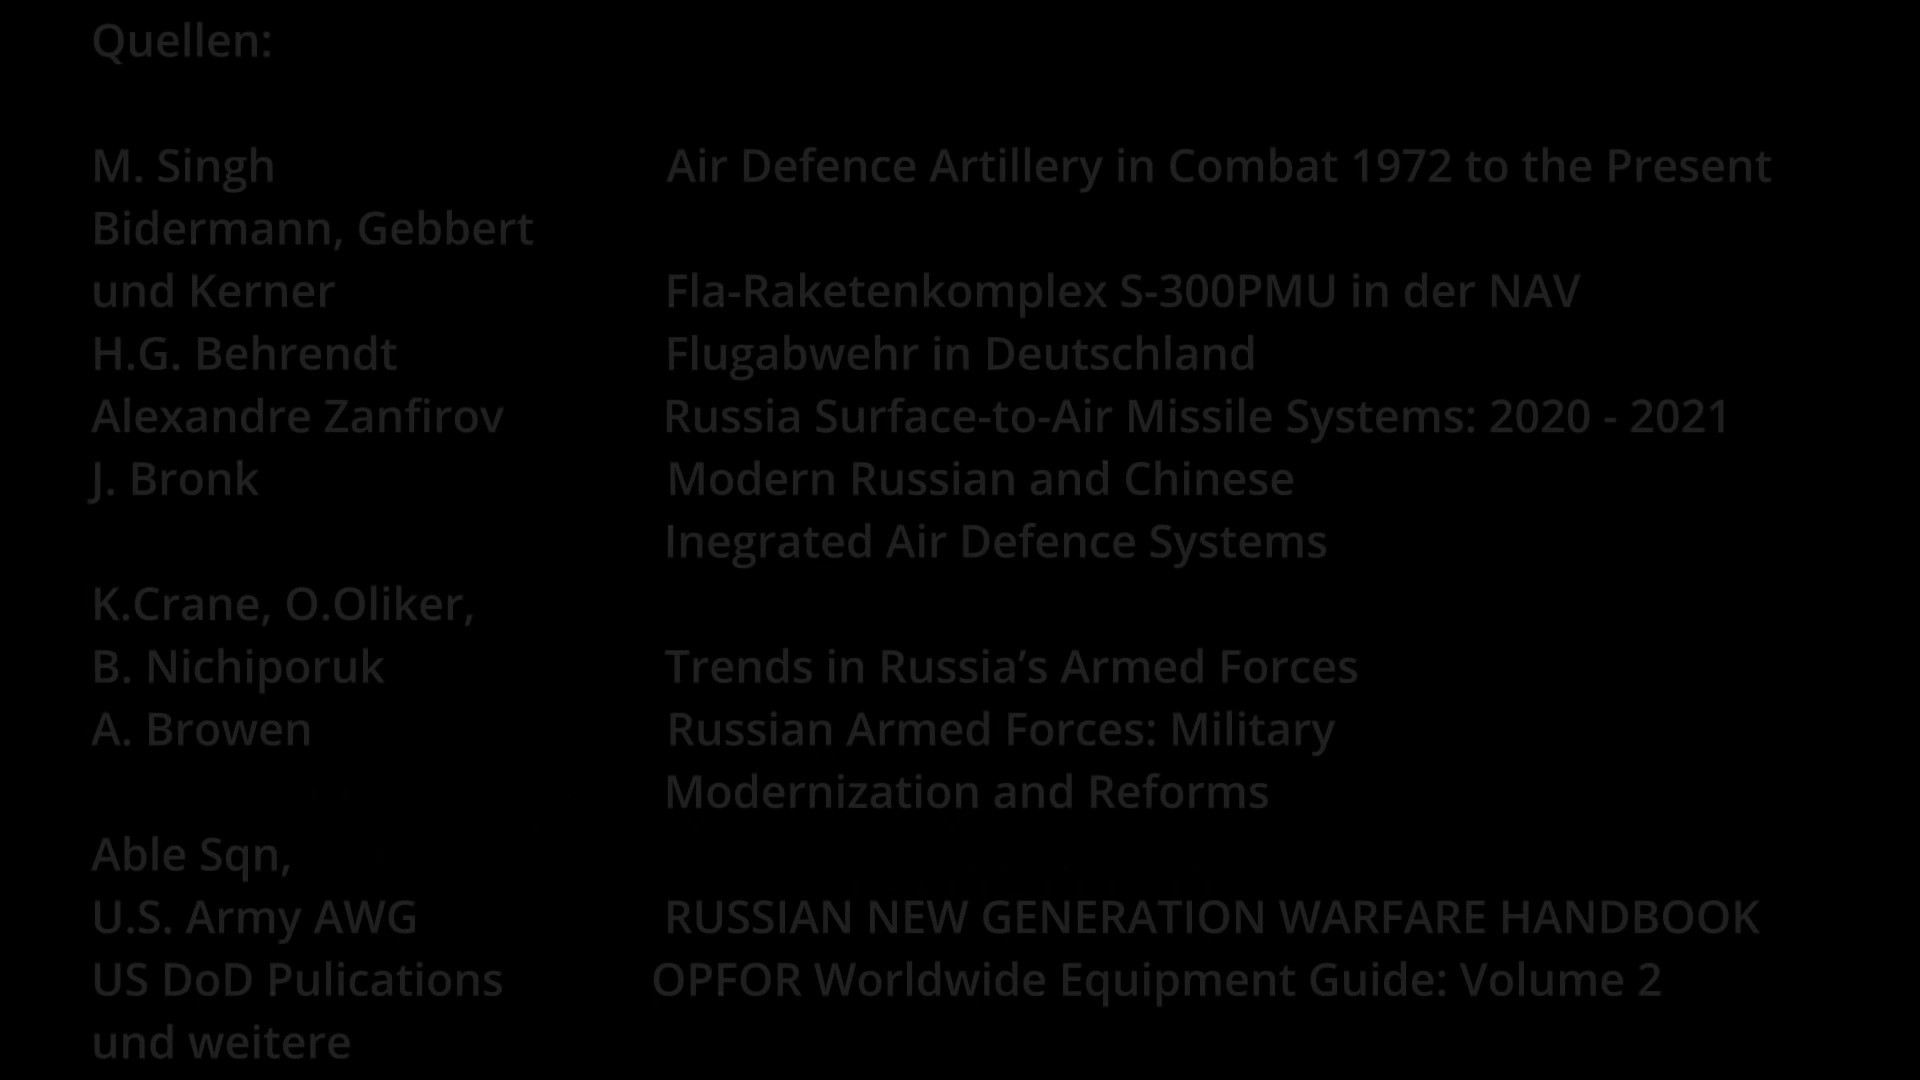 Quellen:
M. Singh Air Defence Artillery in Combat 1972 to the Present
Bidermann, Gebbert
und Kerner Fla-Raketenkomplex S-300PMU in der NAV
H.G. Behrendt Flugabwehr in Deutschland
Alexandre Zanfirov Russia Surface-to-Air Missile Systems: 2020 - 2021
J. Bronk Modern Russian and Chinese
Inegrated Air Defence Systems
K.Crane, O.Oliker,
B. Nichiporuk Trends in Russia’s Armed Forces
A. Browen Russian Armed Forces: Military
Modernization and Reforms
Able Sqn,
U.S. Army AWG RUSSIAN NEW GENERATION WARFARE HANDBOOK
US DoD Pulications OPFOR Worldwide Equipment Guide: Volume 2
und weitere